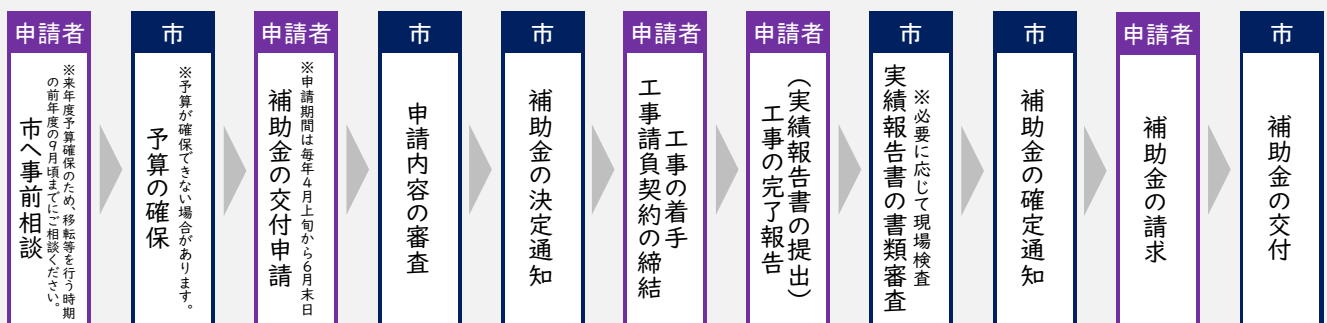 申請者
※来年度予算確保のため、移転等を行う時期
の前年度の9月頃までにご相談ください。
市へ事前相談
市
※予算が確保できない場合があります。
予算の確保
申請者
※申請期間は毎年4月上旬から6月末日
補助金の交付申請
市
申請内容の審査
市
補助金の決定通知
申請者
工事の着手
工事請負契約の締結
申請者
（実績報告書の提出）
工事の完了報告
市
※必要に応じて現場検査
実績報告書の書類審査
市
補助金の確定通知
申請者
補助金の請求
市
補助金の交付